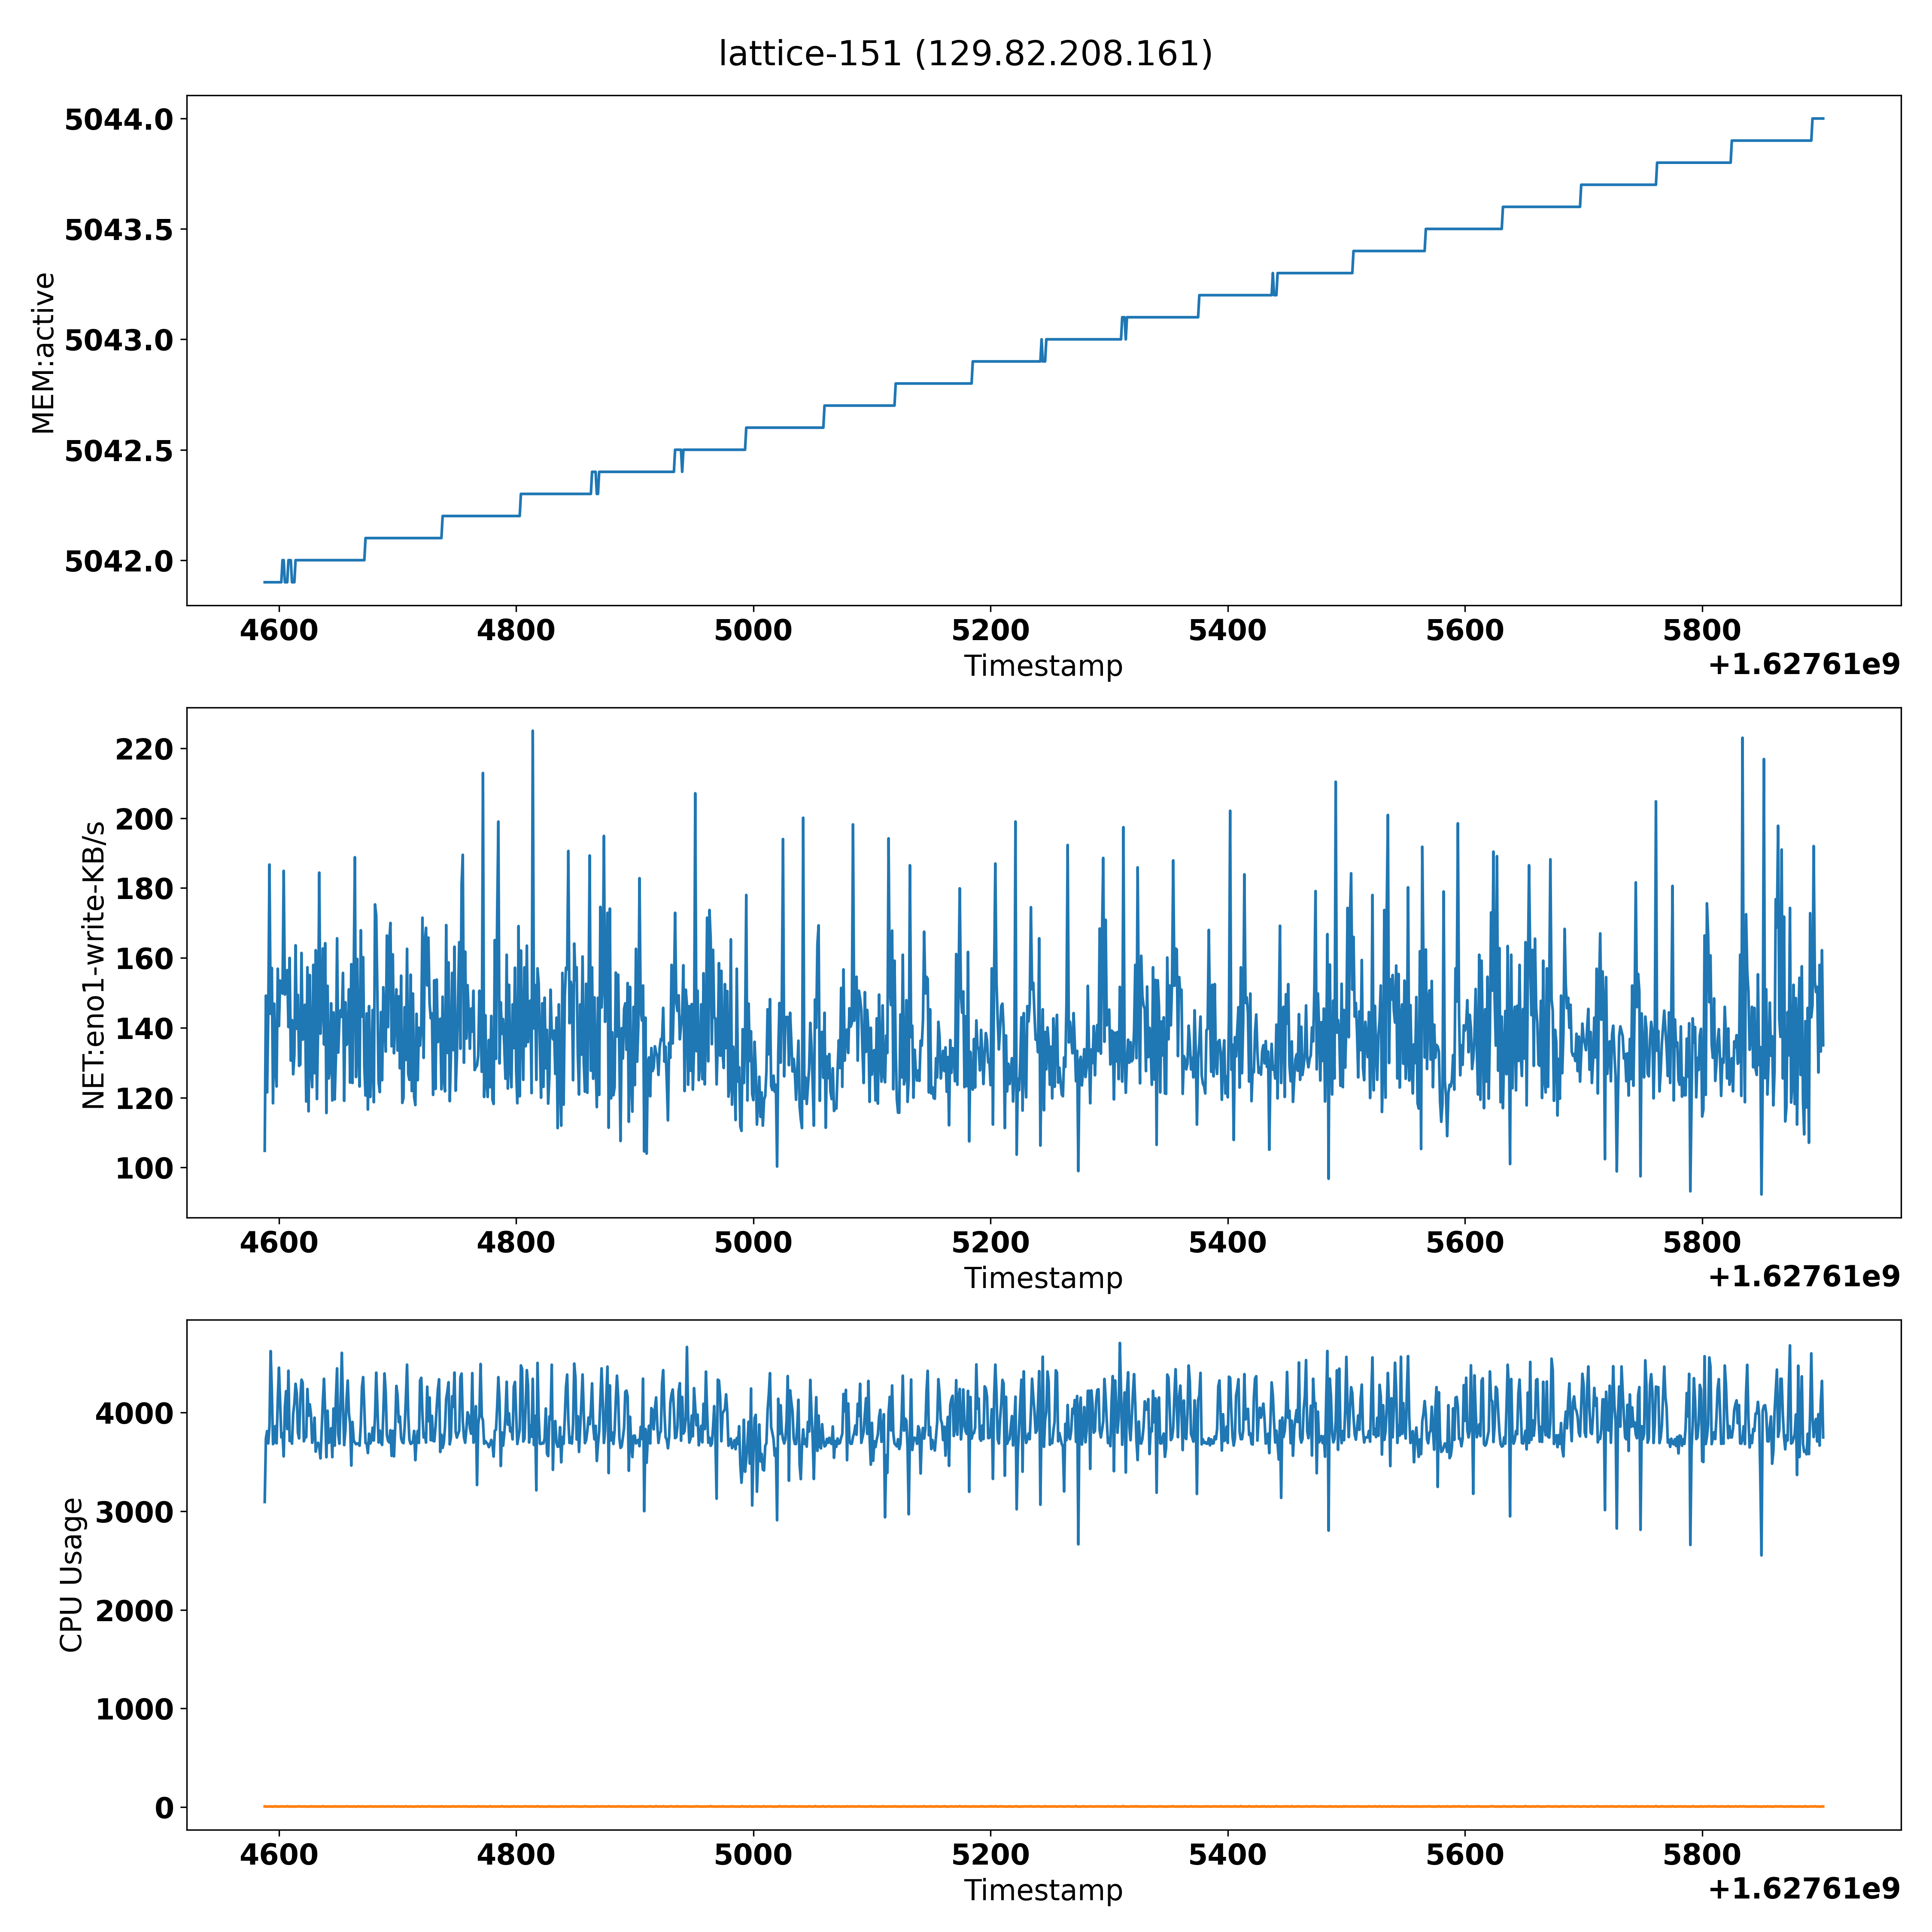 lattice-151 (129.82.208.161)
5044.0
5043.5
5043.0
5042.5
5042.0
MEM:active
4600 4800 5000 5200 5400 5600 5800
Timestamp
+1.62761e9
220
200
180
160
140
120
100
NET:eno1-write-KB/s
4600 4800 5000 5200 5400 5600 5800
Timestamp
+1.62761e9
4000
3000
2000
1000
0
CPU Usage
4600 4800 5000 5200 5400 5600 5800
Timestamp
+1.62761e9